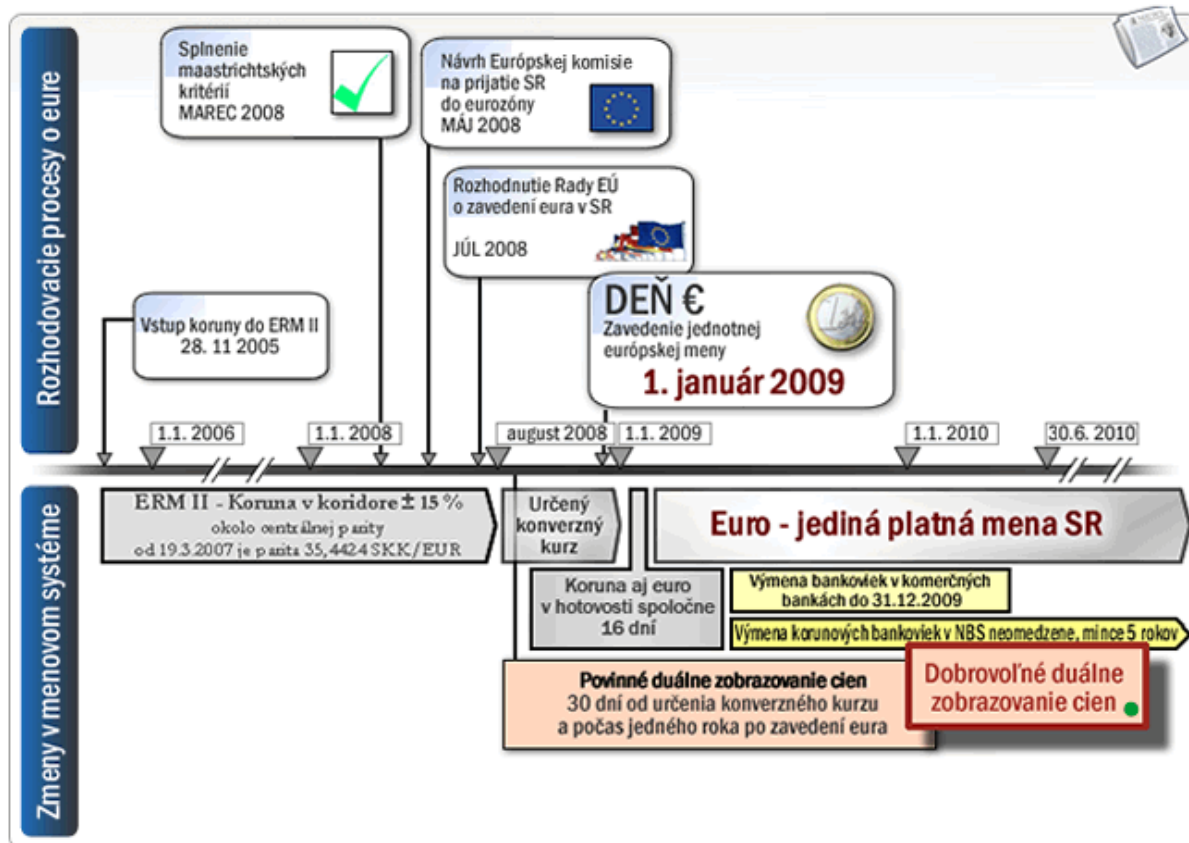 Rozhodovacie procesy o eure
Splnenie
maastrichtských
kritérií
MAREC 2008
Návrh Európskej komisie
na prijatie SR
do eurozóny
MÁJ 2008
Rozhodnutie Rady EÚ
o zavedení eura v SR
JÚL 2008
Vstup koruny do ERM II
28. 11 2005
DEŇ €
Zavedenie jednotnej
európskej meny
1. január 2009
1.1. 2006
1.1. 2008
august 2008
1.1. 2009
1.1. 2010
30.6. 2010
Zmeny v menovom systéme
ERM II - Koruna v koridore ± 15 %
okolo centrálnej parity
od 19.3.2007 je parita 35,4424 SKK/EUR
Určený
konverzný
kurz
Euro - jediná platná mena SR
Koruna aj euro
v hotovosti spoločne
16 dní
Výmena bankoviek v komerčných
bankách do 31.12.2009
Výmena korunových bankoviek v NBS neomedzene, mince 5 rokov
Povinné duálne zobrazovanie cien
30 dní od určenia konverzného kurzu
a počas jedného roka po zavedení eura
Dobrovoľné duálne
zobrazovanie cien